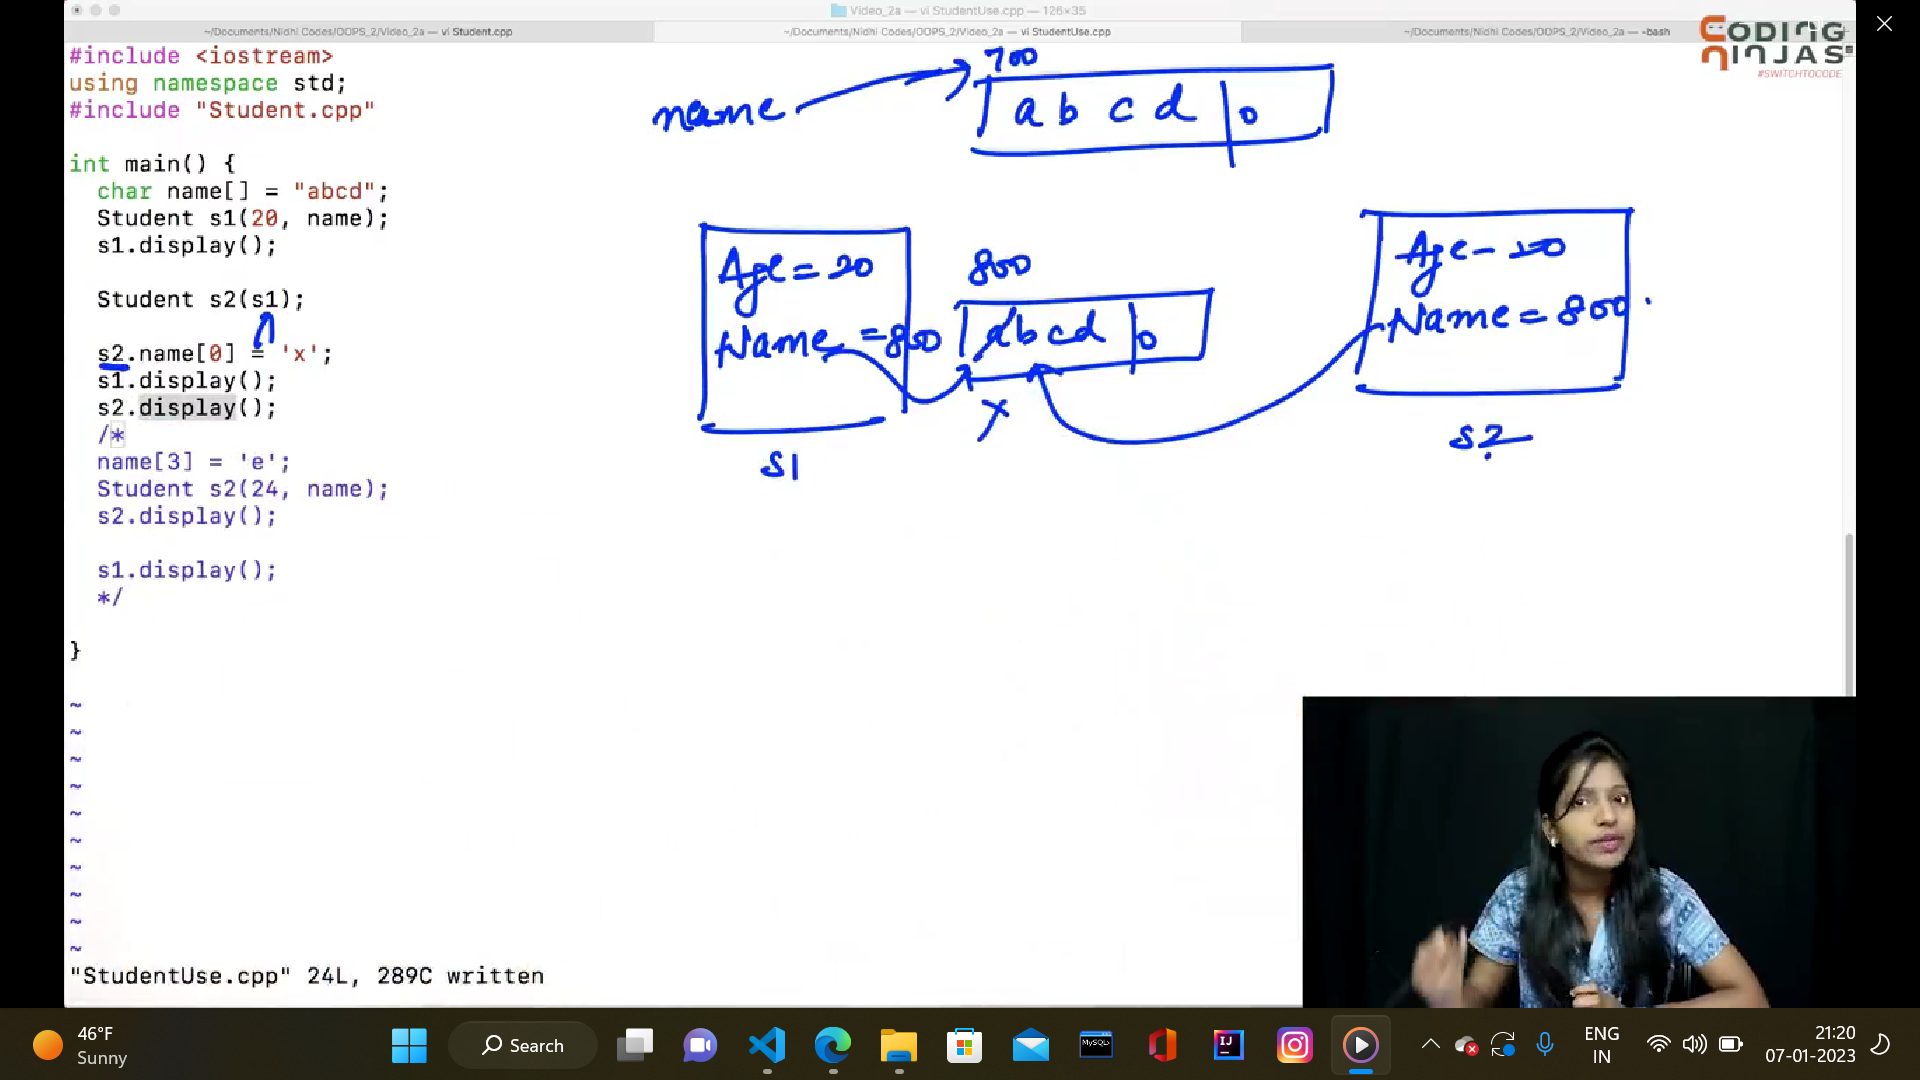 Video_2a — vi StudentUse.cpp — 126×35
~/Documents/Nidhi Codes/OOPS_2/Video_2a — vi Student.cpp
~/Documents/Nidhi Codes/OOPS_2/Video_2a — vi StudentUse.cpp
~/Documents/Nidhi Codes/OOPS_2/Video_2a — -bash
CODING
NINJAS
#SWITCHTOCODE
#include <iostream>
using namespace std;
#include "Student.cpp"
int main() {
char name[] = "abcd";
Student s1(20, name);
s1.display();
Student s2(s1);
s2.name[0] = 'x';
s1.display();
s2.display();
/*
name[3] = 'e';
Student s2(24, name);
s2.display();
s1.display();
*/
}
~
~
~
~
~
~
~
~
~
~
"StudentUse.cpp" 24L, 289C written
700
name
a b c d 0
Age = 20
Name = 800
S1
800
abcd 0
x
Age - 20
Name = 800
S2
46°F
Sunny
Search
MySQL
IJ
ENG
IN
21:20
07-01-2023